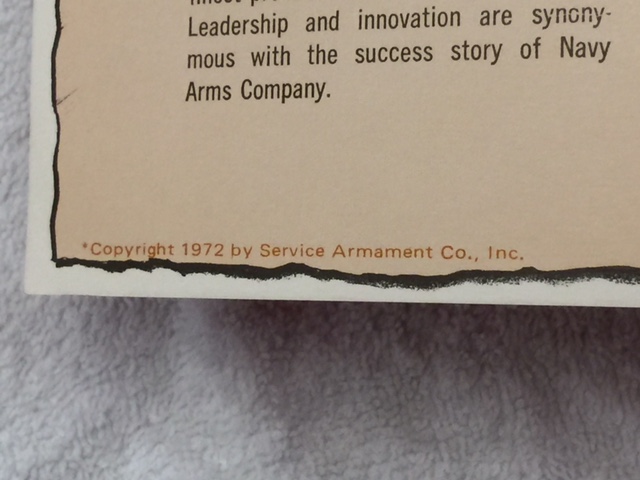 Leadership and innovation are synony-
mous with the success story of Navy
Arms Company.
*Copyright 1972 by Service Armament Co., Inc.